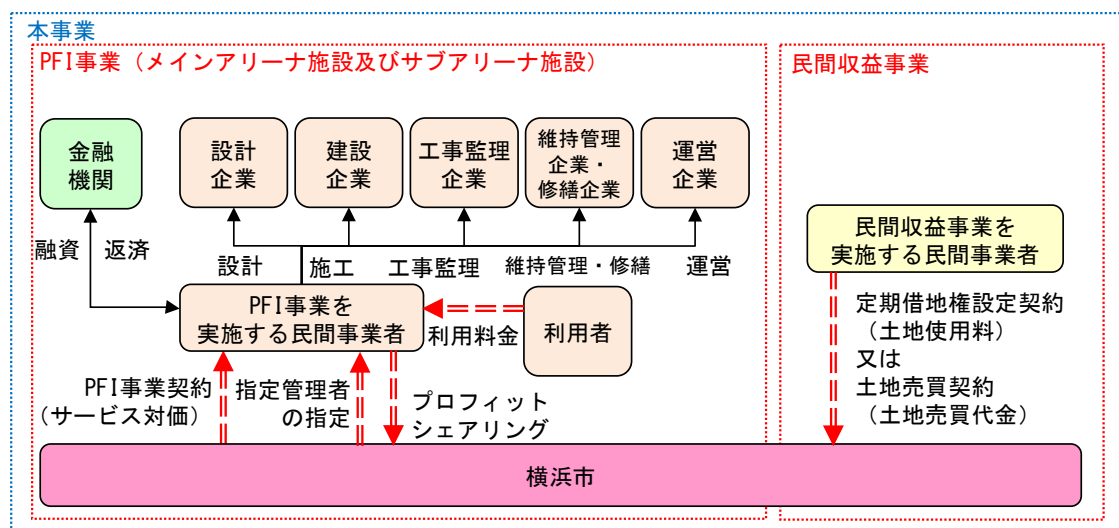 本事業
PFI事業（メインアリーナ施設及びサブアリーナ施設）
民間収益事業
金融
機関
設計
企業
建設
企業
工事監理
企業
維持管理
企業・
修繕企業
運営
企業
融資
返済
設計
施工
工事監理
維持管理・修繕
運営
民間収益事業を
実施する民間事業者
PFI事業を
実施する民間事業者
利用料金
利用者
定期借地権設定契約
（土地使用料）
又は
土地売買契約
（土地売買代金）
PFI事業契約
（サービス対価）
指定管理者
の指定
プロフィット
シェアリング
横浜市